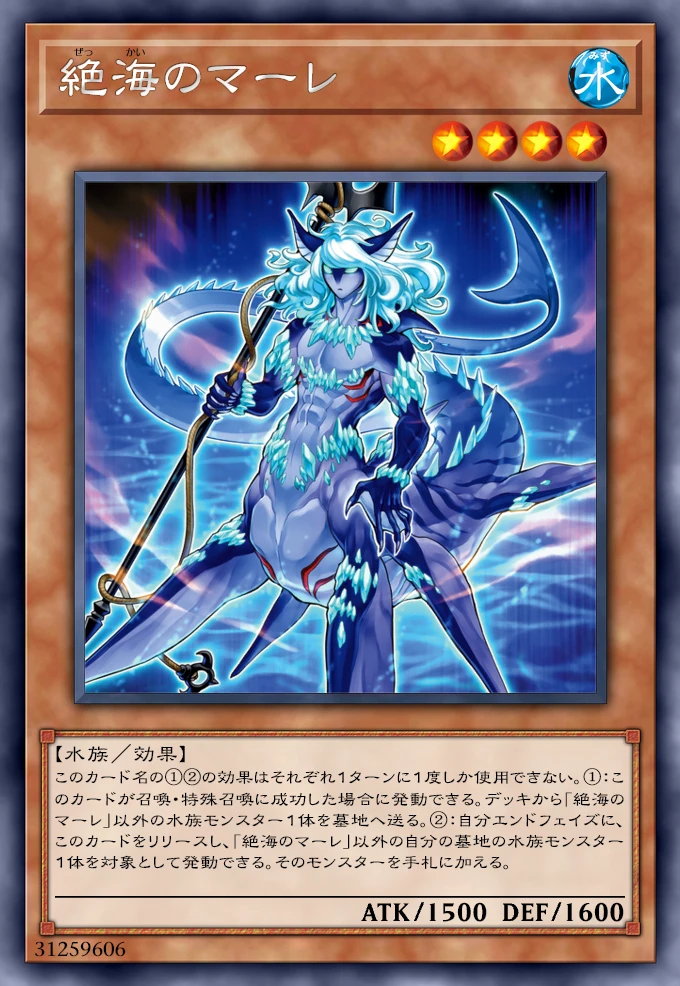 ぜっ かい
絶海のマーレ
みず
水
【水族／効果】
このカード名の①②の効果はそれぞれ1ターンに1度しか使用できない。①：こ
のカードが召喚・特殊召喚に成功した場合に発動できる。デッキから「絶海の
マーレ」以外の水族モンスター1体を墓地へ送る。②：自分エンドフェイズに、
このカードをリリースし、「絶海のマーレ」以外の自分の墓地の水族モンスター
1体を対象として発動できる。そのモンスターを手札に加える。
ATK/1500 DEF/1600
31259606